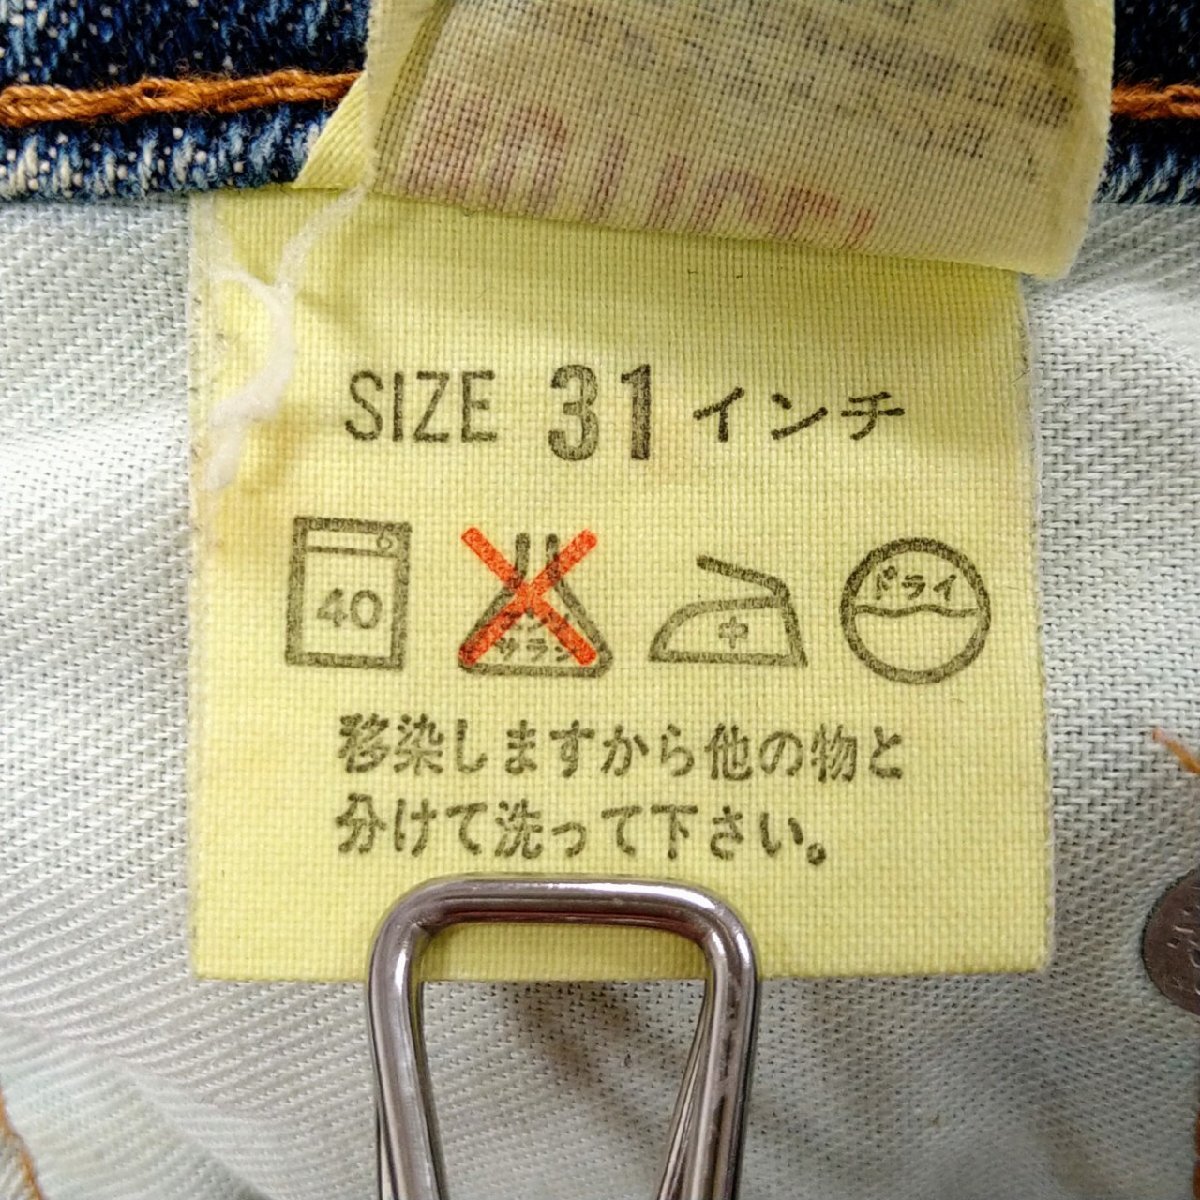 SIZE 31 インチ
40
サラシ
中
ドライ
移染しますから他の物と
分けて洗って下さい。